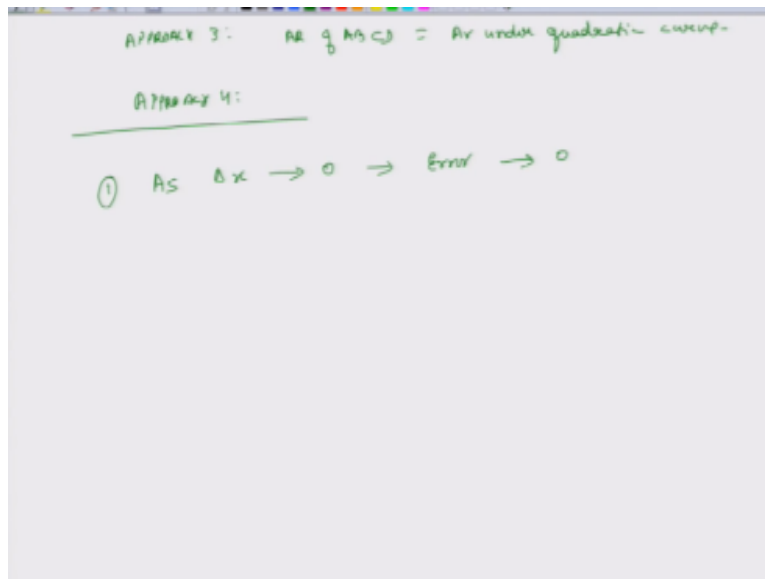 APPROACH 3: AR of ABCD = Ar under quadratic curve.
APPROACH 4:
① As Δx → 0 → Error → 0